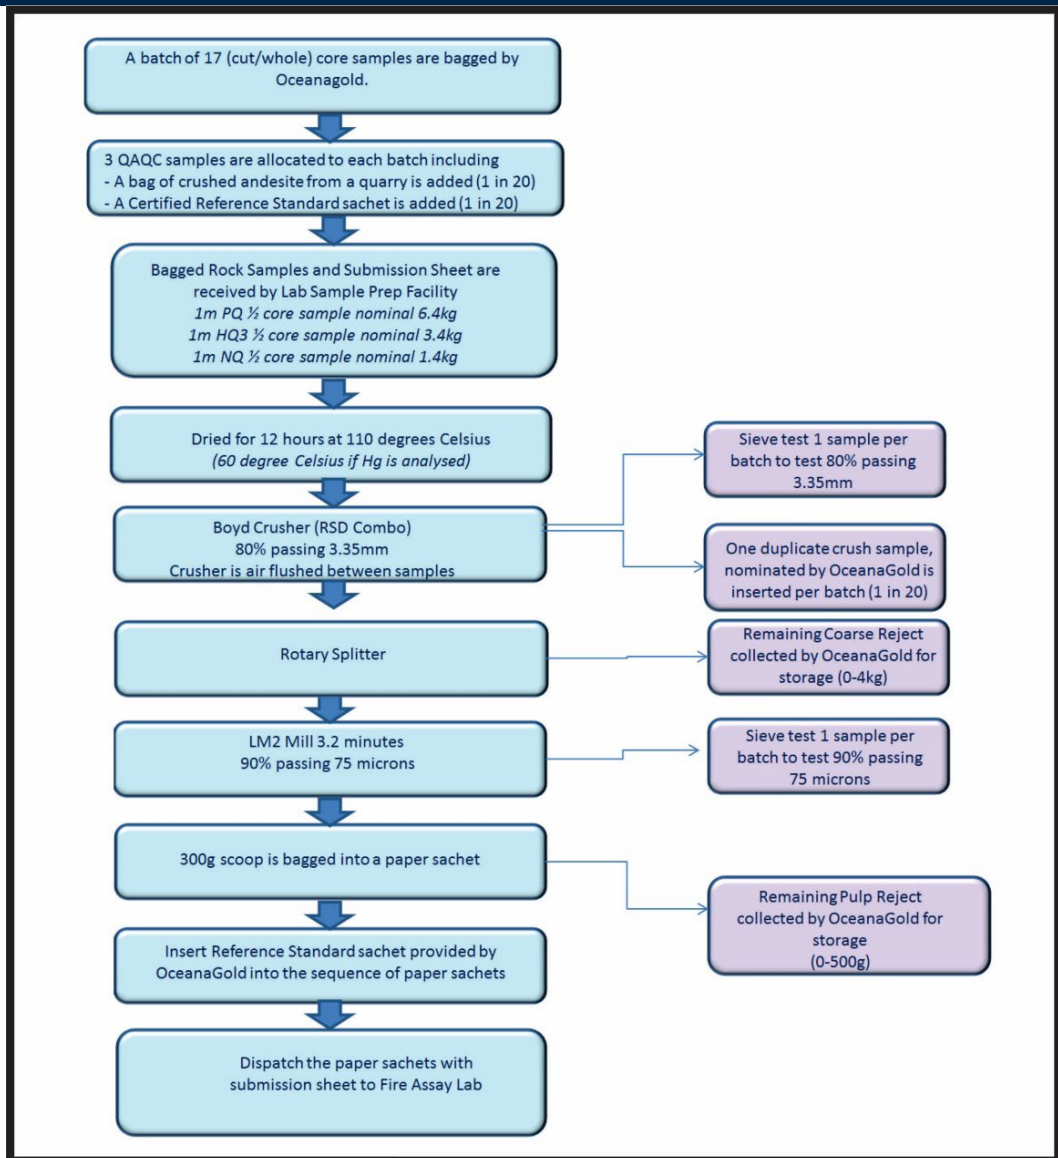 A batch of 17 (cut/whole) core samples are bagged by
Oceanagold.
3 QAQC samples are allocated to each batch including
- A bag of crushed andesite from a quarry is added (1 in 20)
- A Certified Reference Standard sachet is added (1 in 20)
Bagged Rock Samples and Submission Sheet are
received by Lab Sample Prep Facility
1m PQ ½ core sample nominal 6.4kg
1m HQ3 ½ core sample nominal 3.4kg
1m NQ ½ core sample nominal 1.4kg
Dried for 12 hours at 110 degrees Celsius
(60 degree Celsius if Hg is analysed)
Sieve test 1 sample per
batch to test 80% passing
3.35mm
Boyd Crusher (RSD Combo)
80% passing 3.35mm
Crusher is air flushed between samples
One duplicate crush sample,
nominated by OceanaGold is
inserted per batch (1 in 20)
Rotary Splitter
Remaining Coarse Reject
collected by OceanaGold for
storage (0-4kg)
LM2 Mill 3.2 minutes
90% passing 75 microns
Sieve test 1 sample per
batch to test 90% passing
75 microns
300g scoop is bagged into a paper sachet
Remaining Pulp Reject
collected by OceanaGold for
storage
(0-500g)
Insert Reference Standard sachet provided by
OceanaGold into the sequence of paper sachets
Dispatch the paper sachets with
submission sheet to Fire Assay Lab